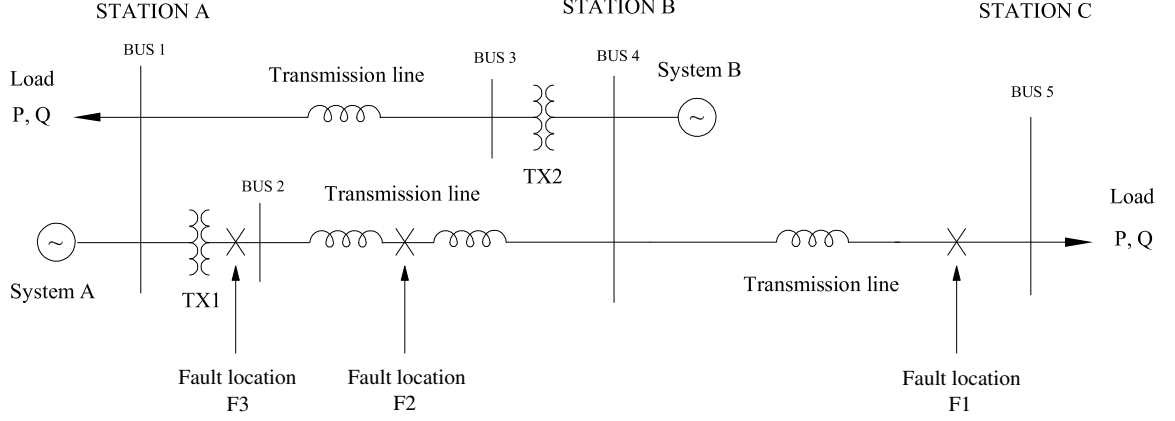 STATION A
STATION B
STATION C
BUS 1
BUS 3
BUS 4
System B
BUS 5
Load
P, Q
Transmission line
~
TX2
BUS 2
Transmission line
Load
P, Q
~
System A
TX1
Transmission line
Fault location
F3
Fault location
F2
Fault location
F1